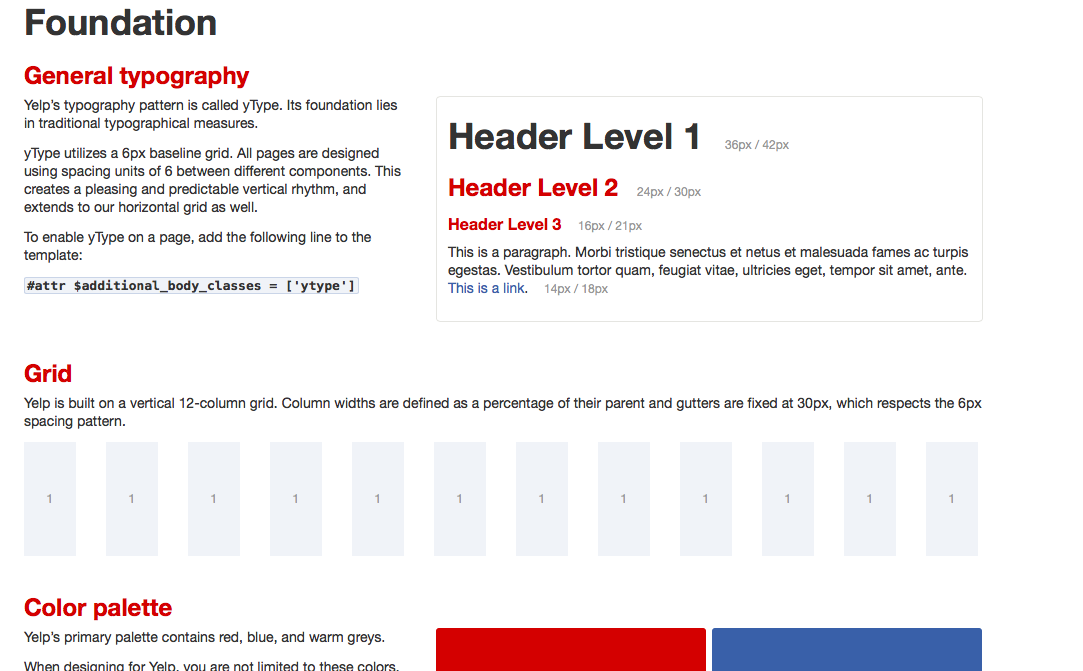 Foundation
General typography
Yelp's typography pattern is called yType. Its foundation lies
in traditional typographical measures.
yType utilizes a 6px baseline grid. All pages are designed
using spacing units of 6 between different components. This
creates a pleasing and predictable vertical rhythm, and
extends to our horizontal grid as well.
To enable yType on a page, add the following line to the
template:
#attr $additional_body_classes = ['ytype']
Header Level 1 36px / 42px
Header Level 2 24px / 30px
Header Level 3 16px / 21px
This is a paragraph. Morbi tristique senectus et netus et malesuada fames ac turpis
egestas. Vestibulum tortor quam, feugiat vitae, ultricies eget, tempor sit amet, ante.
This is a link. 14px / 18px
Grid
Yelp is built on a vertical 12-column grid. Column widths are defined as a percentage of their parent and gutters are fixed at 30px, which respects the 6px
spacing pattern.
1 1 1 1 1 1 1 1 1 1 1 1
Color palette
Yelp's primary palette contains red, blue, and warm greys.
When designing for Yelp, you are not limited to these colors.